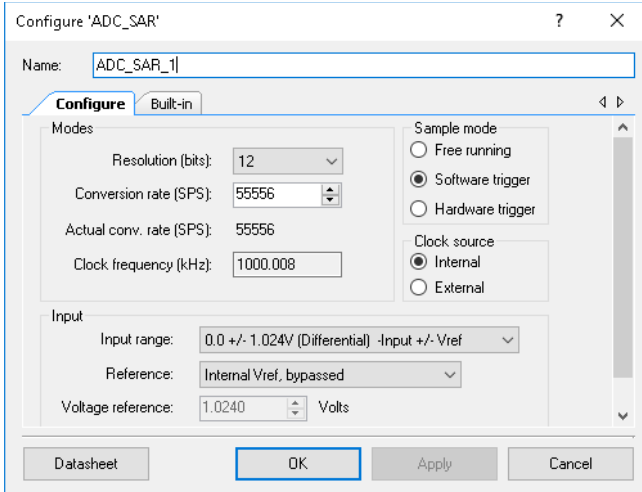 Configure 'ADC_SAR'
Name: ADC_SAR_1
Configure Built-in
Modes
Resolution (bits): 12
Conversion rate (SPS): 55556
Actual conv. rate (SPS): 55556
Clock frequency (kHz): 1000.008
Sample mode
Free running
Software trigger
Hardware trigger
Clock source
Internal
External
Input
Input range: 0.0 +/- 1.024V (Differential) -Input +/- Vref
Reference: Internal Vref, bypassed
Voltage reference: 1.0240 Volts
Datasheet OK Apply Cancel